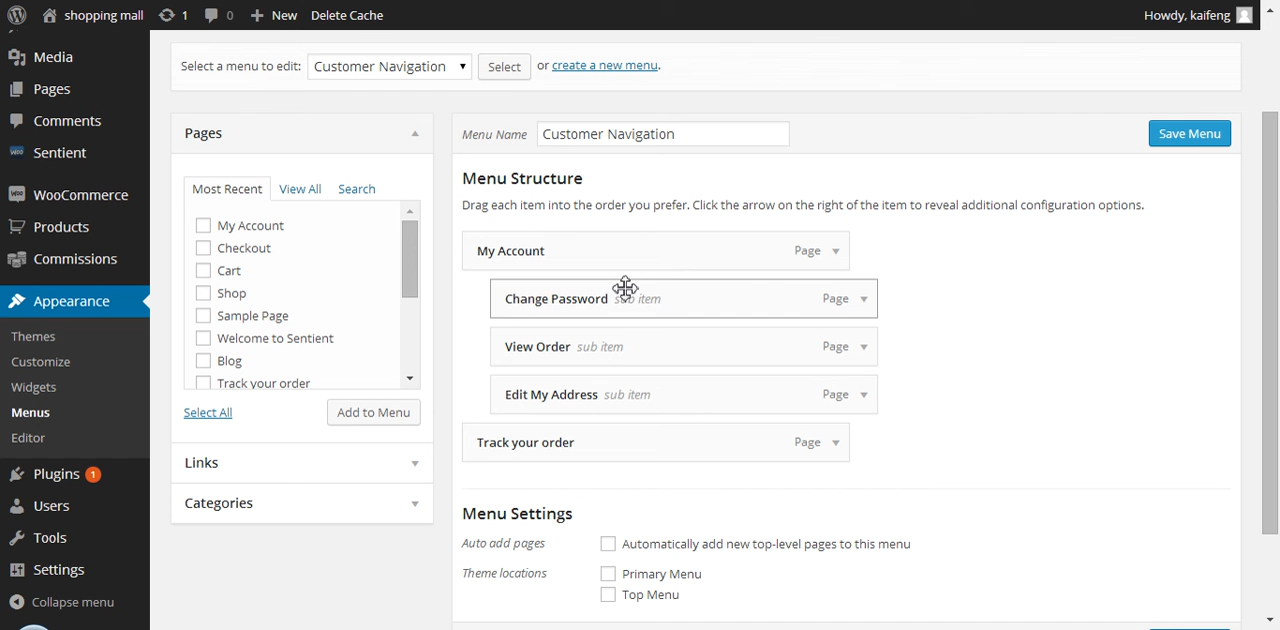 shopping mall 1 0 New Delete Cache Howdy, kaifeng
Media
Pages
Comments
Sentient
WooCommerce
Products
Commissions
Appearance
Themes
Customize
Widgets
Menus
Editor
Plugins 1
Users
Tools
Settings
Collapse menu
Select a menu to edit: Customer Navigation Select or create a new menu.
Pages
Most Recent View All Search
My Account
Checkout
Cart
Shop
Sample Page
Welcome to Sentient
Blog
Track your order
Select All Add to Menu
Links
Categories
Menu Name Customer Navigation Save Menu
Menu Structure
Drag each item into the order you prefer. Click the arrow on the right of the item to reveal additional configuration options.
My Account Page
Change Password sub item Page
View Order sub item Page
Edit My Address sub item Page
Track your order Page
Menu Settings
Auto add pages Automatically add new top-level pages to this menu
Theme locations Primary Menu
Top Menu